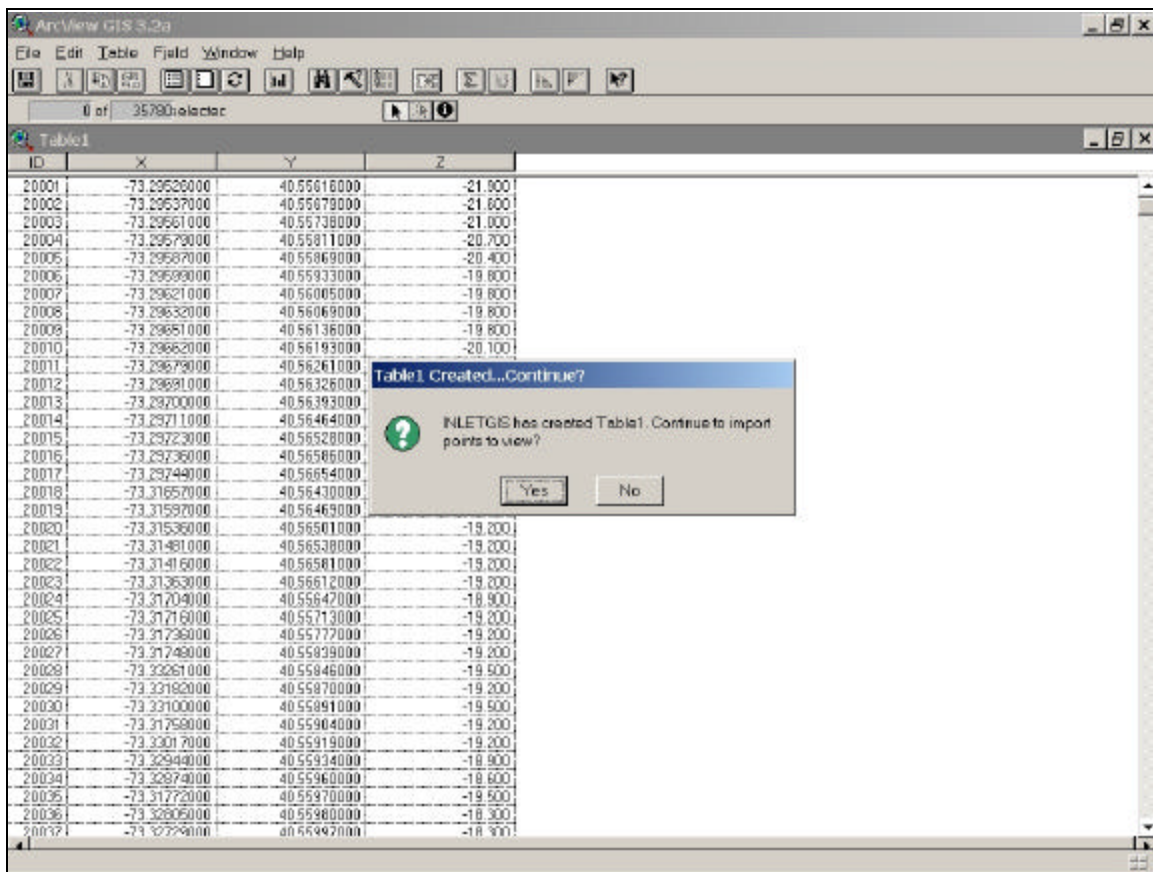 ArcView GIS 3.2a
File Edit Table Field Window Help
0 of 35780 selected
Table1
ID X Y Z
20001 -73.29526000 40.55616000 -21.900
20002 -73.29537000 40.55679000 -21.600
20003 -73.29561000 40.55738000 -21.000
20004 -73.29579000 40.55811000 -20.700
20005 -73.29587000 40.55869000 -20.400
20006 -73.29599000 40.55933000 -19.800
20007 -73.29621000 40.56005000 -19.800
20008 -73.29632000 40.56069000 -19.800
20009 -73.29651000 40.56136000 -19.800
20010 -73.29662000 40.56193000 -20.100
20011 -73.29679000 40.56261000
20012 -73.29691000 40.56326000
20013 -73.29700000 40.56393000
20014 -73.29711000 40.56464000
20015 -73.29723000 40.56528000
20016 -73.29736000 40.56586000
20017 -73.29744000 40.56654000
20018 -73.31657000 40.56430000
20019 -73.31597000 40.56469000
Table1 Created...Continue?
INLETGIS has created Table1. Continue to import
points to view?
Yes No
20020 -73.31536000 40.56501000 -19.200
20021 -73.31481000 40.56538000 -19.200
20022 -73.31416000 40.56581000 -19.200
20023 -73.31363000 40.56612000 -19.200
20024 -73.31704000 40.55647000 -18.900
20025 -73.31716000 40.55713000 -19.200
20026 -73.31736000 40.55777000 -19.200
20027 -73.31748000 40.55839000 -19.200
20028 -73.33261000 40.55846000 -19.500
20029 -73.33182000 40.55870000 -19.200
20030 -73.33100000 40.55891000 -19.500
20031 -73.31758000 40.55904000 -19.200
20032 -73.33017000 40.55919000 -19.200
20033 -73.32944000 40.55934000 -18.900
20034 -73.32874000 40.55960000 -18.600
20035 -73.31772000 40.55970000 -19.500
20036 -73.32805000 40.55980000 -18.300
20037 -73.32729000 40.55997000 -18.300